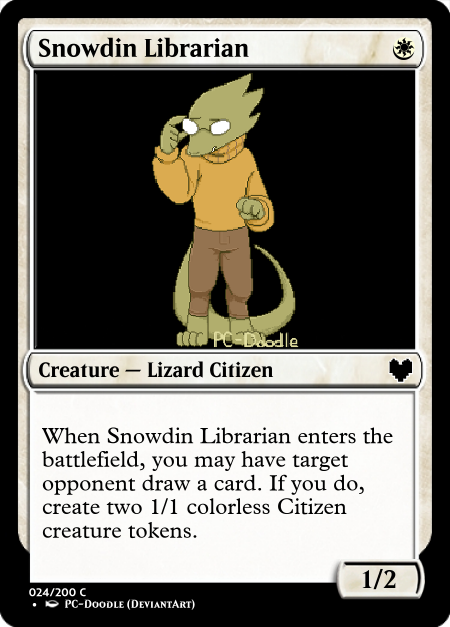 Snowdin Librarian
PC-Doodle
Creature — Lizard Citizen
When Snowdin Librarian enters the
battlefield, you may have target
opponent draw a card. If you do,
create two 1/1 colorless Citizen
creature tokens.
1/2
024/200 C
• PC-Doodle (DeviantArt)